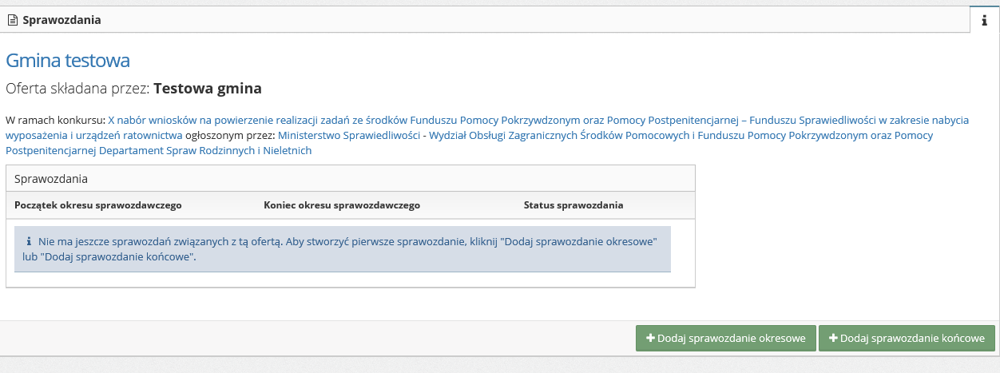 Sprawozdania
Gmina testowa
Oferta składana przez: Testowa gmina
W ramach konkursu: X nabór wniosków na powierzenie realizacji zadań ze środków Funduszu Pomocy Pokrzywdzonym oraz Pomocy Postpenitencjarnej – Funduszu Sprawiedliwości w zakresie nabycia
wyposażenia i urządzeń ratownictwa ogłoszonym przez: Ministerstwo Sprawiedliwości - Wydział Obsługi Zagranicznych Środków Pomocowych i Funduszu Pomocy Pokrzywdzonym oraz Pomocy
Postpenitencjarnej Departament Spraw Rodzinnych i Nieletnich
Sprawozdania
Początek okresu sprawozdawczego Koniec okresu sprawozdawczego Status sprawozdania
Nie ma jeszcze sprawozdań związanych z tą ofertą. Aby stworzyć pierwsze sprawozdanie, kliknij "Dodaj sprawozdanie okresowe"
lub "Dodaj sprawozdanie końcowe".
Dodaj sprawozdanie okresowe Dodaj sprawozdanie końcowe